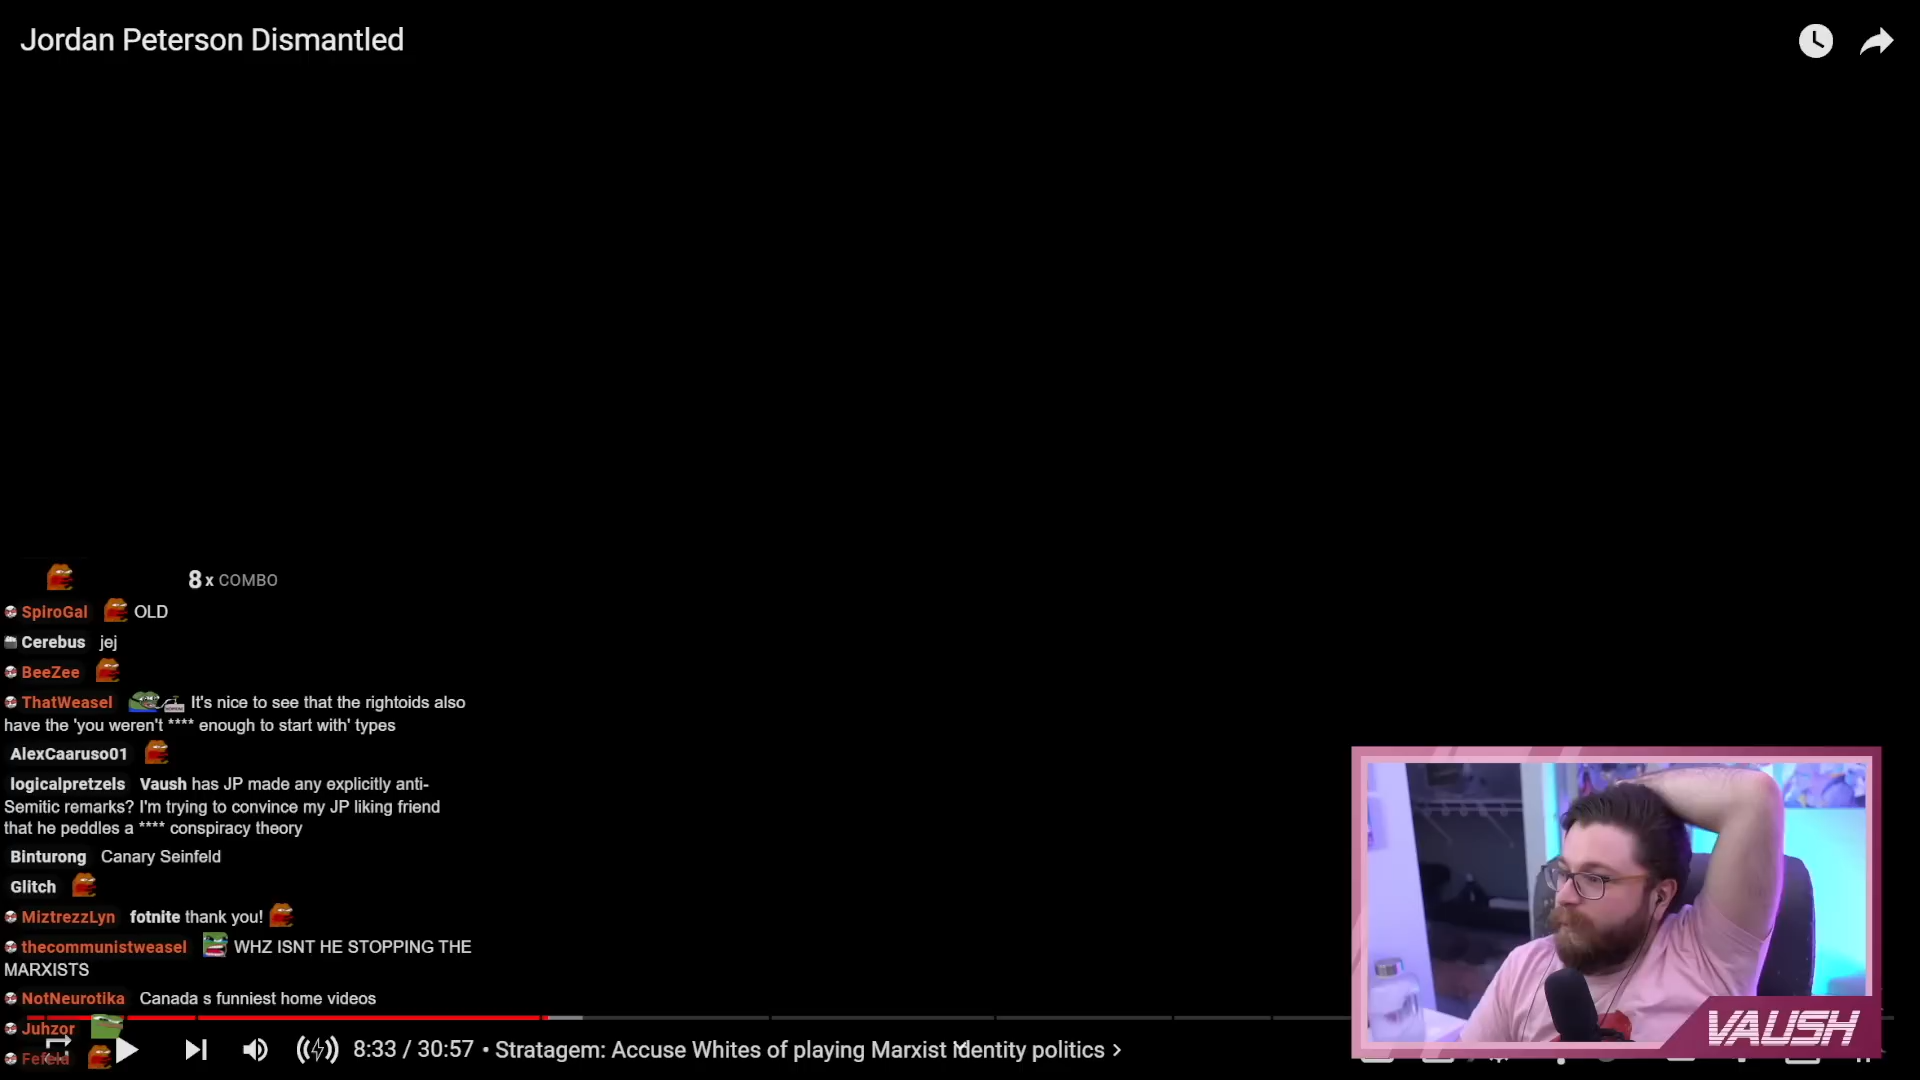 Jordan Peterson Dismantled
8 x COMBO
SpiroGal OLD
Cerebus jej
BeeZee
ThatWeasel It's nice to see that the rightoids also
have the 'you weren't **** enough to start with' types
AlexCaaruso01
logicalpretzels Vaush has JP made any explicitly anti-
Semitic remarks? I'm trying to convince my JP liking friend
that he peddles a **** conspiracy theory
Binturong Canary Seinfeld
Glitch
MiztrezzLyn fotnite thank you!
thecommunistweasel WHZ ISNT HE STOPPING THE
MARXISTS
NotNeurotika Canada s funniest home videos
Juhzor
Fefeld
8:33 / 30:57 • Stratagem: Accuse Whites of playing Marxist Identity politics >
VAUSH